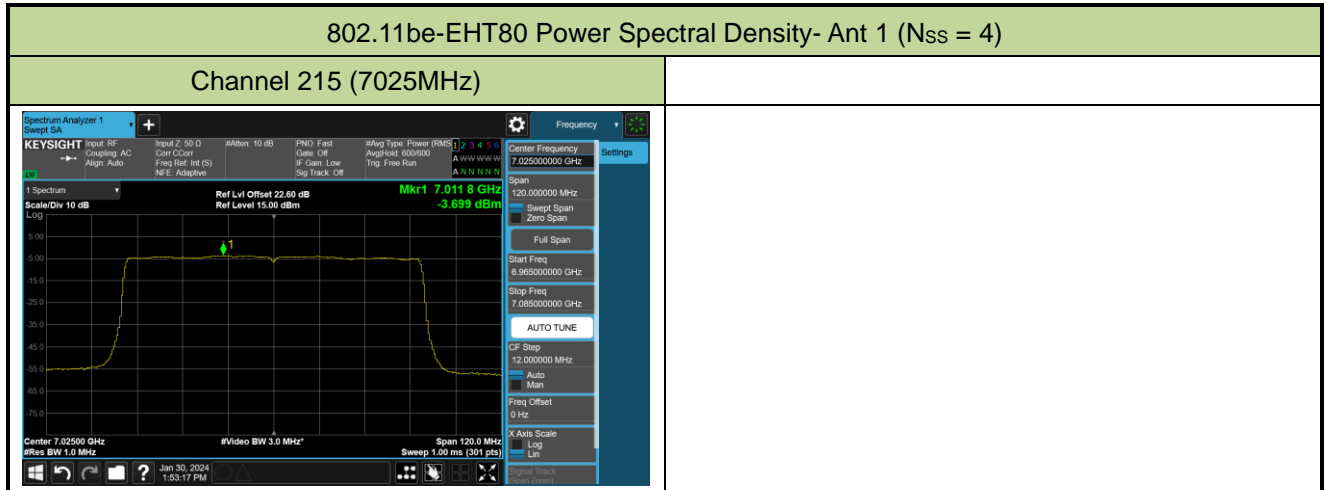 802.11be-EHT80 Power Spectral Density- Ant 1 (Nss = 4)
Channel 215 (7025MHz)
Spectrum Analyzer 1
Swept SA
+
Frequency
KEYSIGHT
Input: RF
Coupling: AC
Align: Auto
Input Z: 50 Ω
Corr CCorr
Freq Ref: Int (S)
NFE: Adaptive
#Atten: 10 dB
PNO: Fast
Gate: Off
IF Gain: Low
Sig Track: Off
#Avg Type: Power (RMS
Avg|Hold: 600/600
Trig: Free Run
1 2 3 4 5 6
A W W W W W
A N N N N N
LXI
1 Spectrum
Scale/Div 10 dB
Log
Ref Lvl Offset 22.60 dB
Ref Level 15.00 dBm
Mkr1 7.011 8 GHz
-3.699 dBm
5.00
-5.00
-15.0
-25.0
-35.0
-45.0
-55.0
-65.0
-75.0
1
Center 7.02500 GHz
#Res BW 1.0 MHz
#Video BW 3.0 MHz*
Span 120.0 MHz
Sweep 1.00 ms (301 pts)
Center Frequency
7.025000000 GHz
Settings
Span
120.000000 MHz
Swept Span
Zero Span
Full Span
Start Freq
6.965000000 GHz
Stop Freq
7.085000000 GHz
AUTO TUNE
CF Step
12.000000 MHz
Auto
Man
Freq Offset
0 Hz
X Axis Scale
Log
Lin
Signal Track
(Span Zoom)
?
Jan 30, 2024
1:53:17 PM